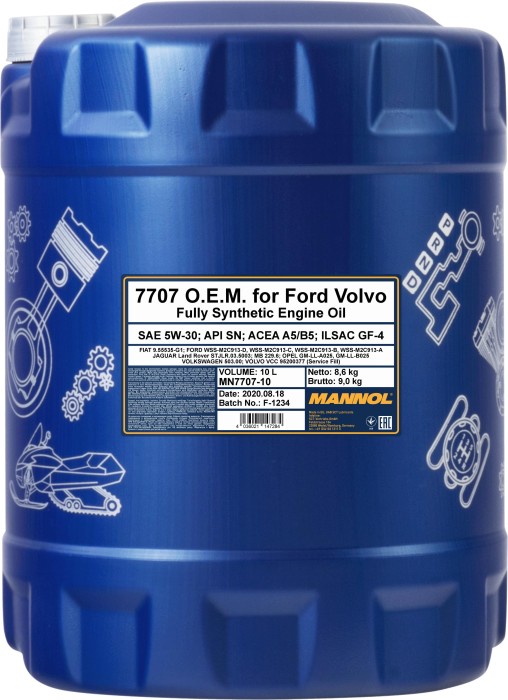 PRND
7707 O.E.M. for Ford Volvo
Fully Synthetic Engine Oil
SAE 5W-30; API SN; ACEA A5/B5; ILSAC GF-4
FIAT 9.55535-G1; FORD WSS-M2C913-D, WSS-M2C913-C, WSS-M2C913-B, WSS-M2C913-A
JAGUAR Land Rover STJLR.03.5003; MB 229.6; OPEL GM-LL-A025, GM-LL-B025
VOLKSWAGEN 503.00; VOLVO VCC 95200377 (Service Fill)
VOLUME: 10 L
MN7707-10
Date: 2020.08.18
Batch No.: F-1234
4 036021 147284
Netto: 8,6 kg
Brutto: 9,0 kg
MANNOL